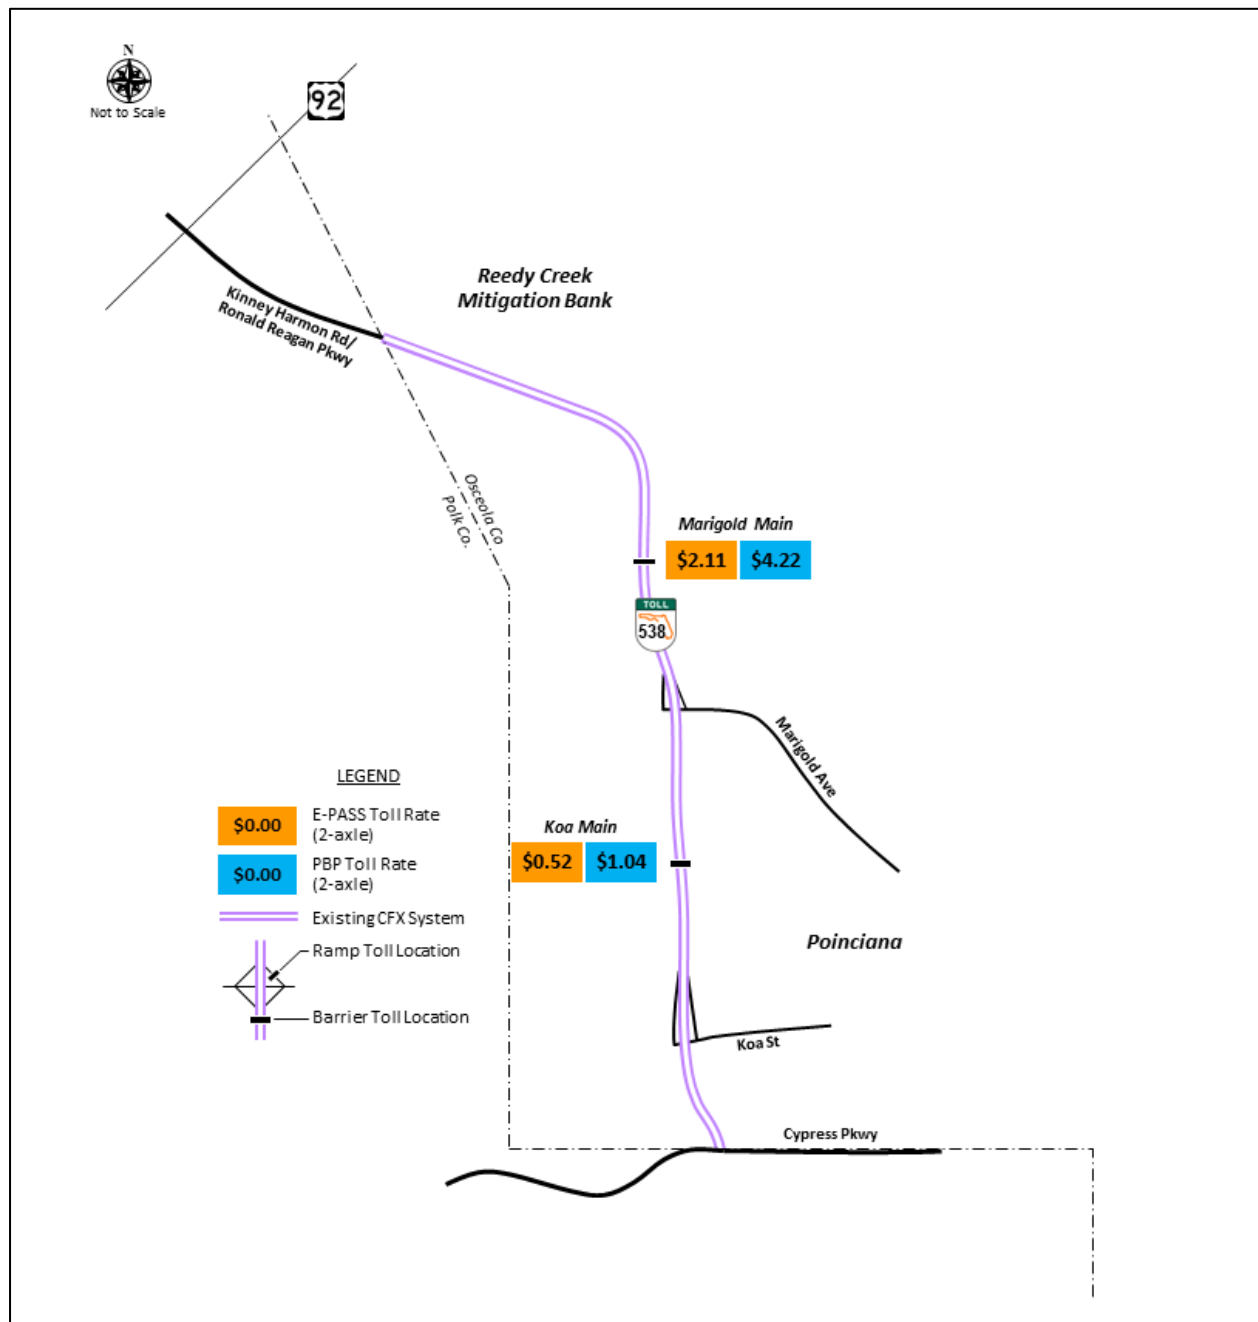 N
Not to Scale
92
Reedy Creek
Mitigation Bank
Kinney Harmon Rd/
Ronald Reagan Pkwy
Osceola Co
Polk Co.
Marigold Main
$2.11 $4.22
TOLL
538
Marigold Ave
LEGEND
$0.00 E-PASS Toll Rate
(2-axle)
$0.00 PBP Toll Rate
(2-axle)
Existing CFX System
Ramp Toll Location
Barrier Toll Location
Koa Main
$0.52 $1.04
Poinciana
Koa St
Cypress Pkwy